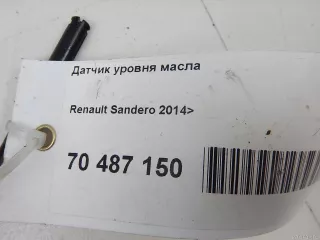 Датчик уровня масла
Renault Sandero 2014>
70 487 150